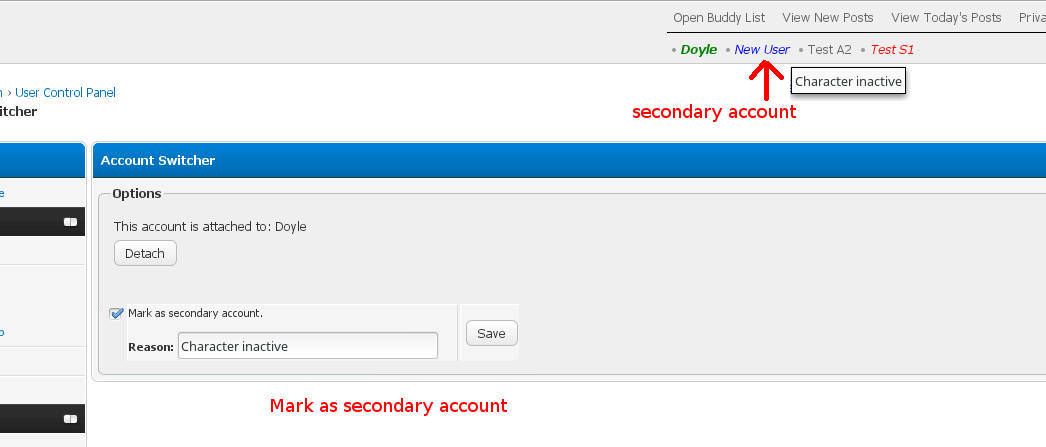 Open Buddy List View New Posts View Today's Posts Priva
• Doyle • New User • Test A2 • Test S1
Character inactive
secondary account
› User Control Panel
itcher
Account Switcher
Options
This account is attached to: Doyle
Detach
Mark as secondary account.
Reason: Character inactive
Save
Mark as secondary account